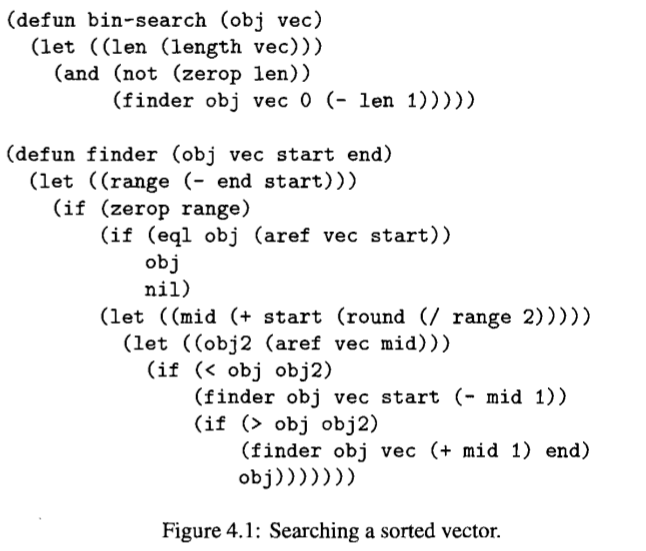 (defun bin-search (obj vec)
  (let ((len (length vec)))
    (and (not (zerop len))
         (finder obj vec 0 (- len 1)))))

(defun finder (obj vec start end)
  (let ((range (- end start)))
    (if (zerop range)
        (if (eql obj (aref vec start))
            obj
            nil)
        (let ((mid (+ start (round (/ range 2)))))
          (let ((obj2 (aref vec mid)))
            (if (< obj obj2)
                (finder obj vec start (- mid 1))
                (if (> obj obj2)
                    (finder obj vec (+ mid 1) end)
                    obj)))))))

Figure 4.1: Searching a sorted vector.